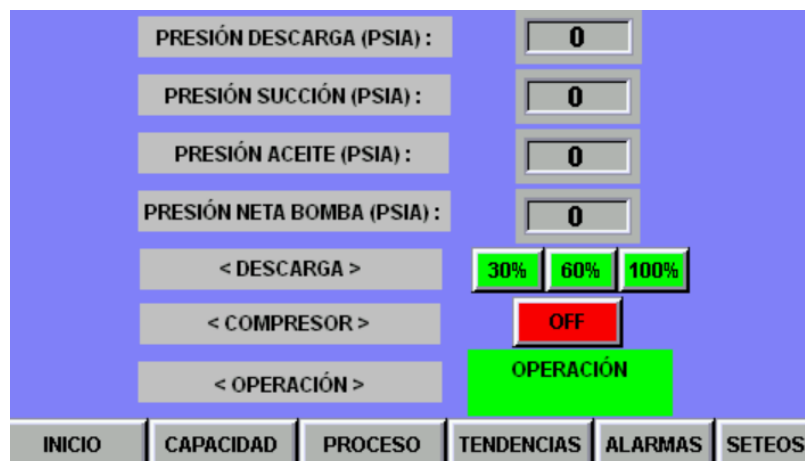 PRESIÓN DESCARGA (PSIA) : 0
PRESIÓN SUCCIÓN (PSIA) : 0
PRESIÓN ACEITE (PSIA) : 0
PRESIÓN NETA BOMBA (PSIA) : 0
< DESCARGA > 30% 60% 100%
< COMPRESOR > OFF
< OPERACIÓN > OPERACIÓN
INICIO CAPACIDAD PROCESO TENDENCIAS ALARMAS SETEOS